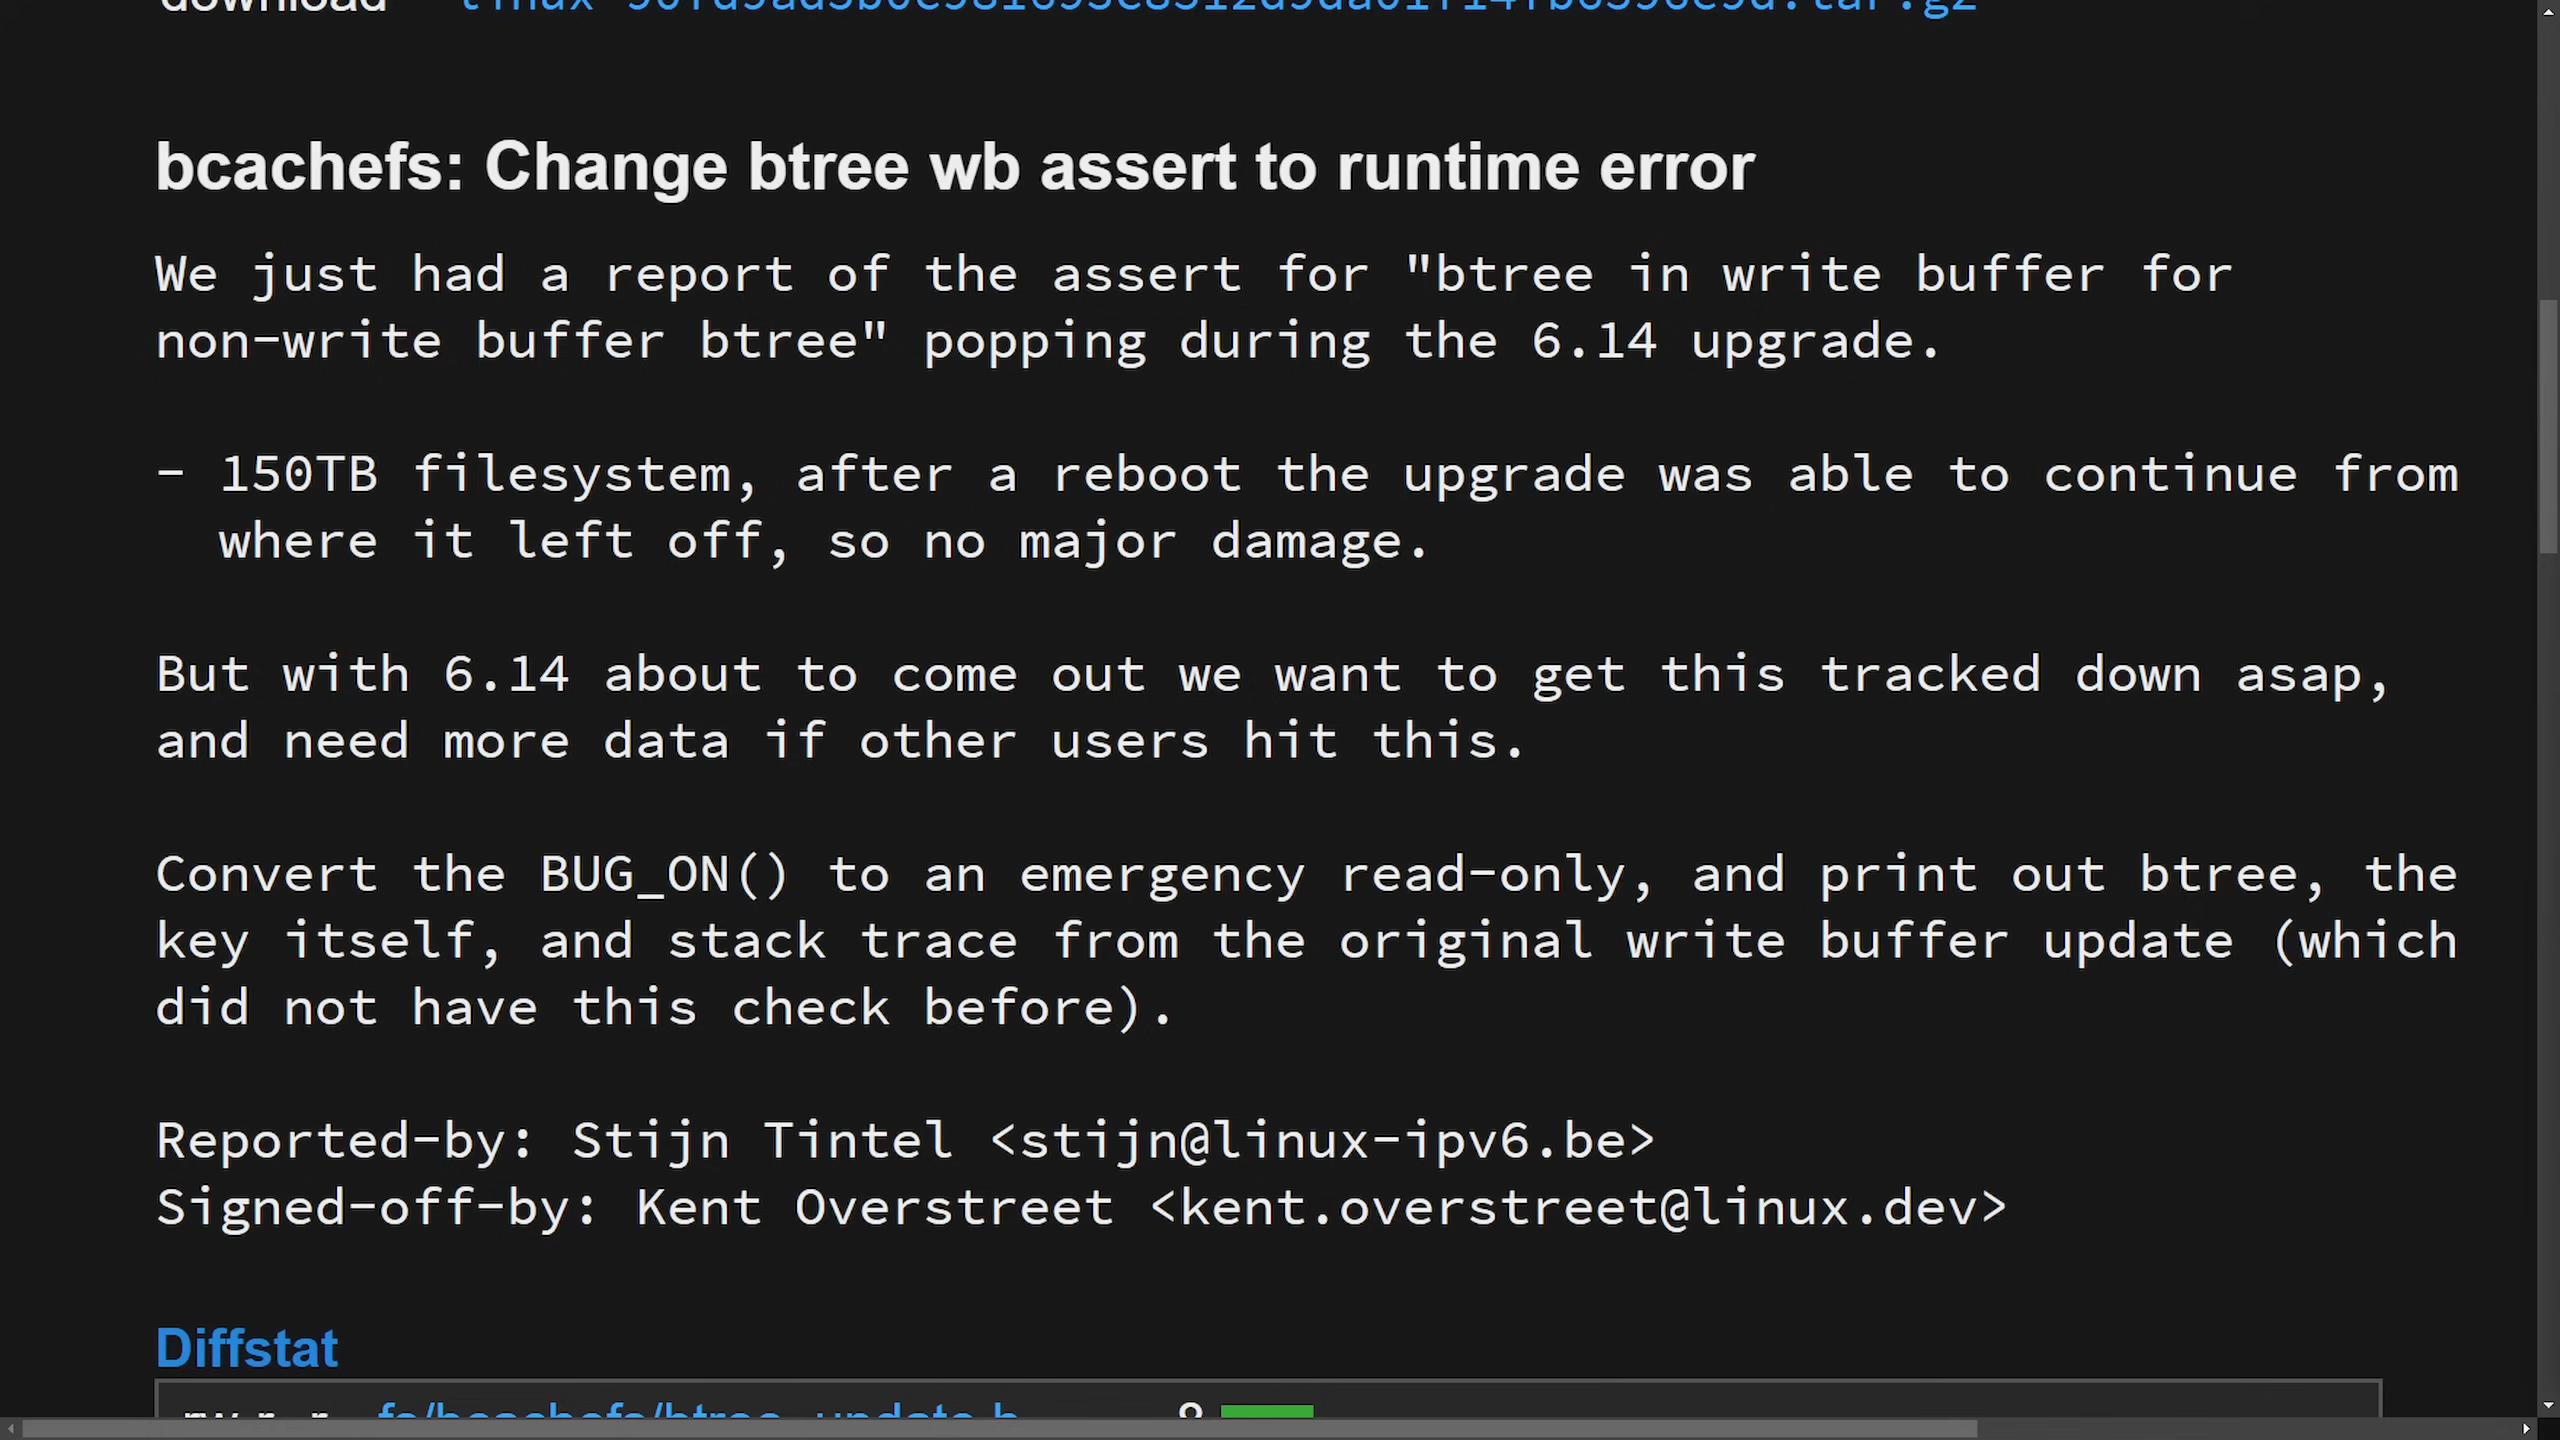 download
bcachefs: Change btree wb assert to runtime error
We just had a report of the assert for "btree in write buffer for
non-write buffer btree" popping during the 6.14 upgrade.
- 150TB filesystem, after a reboot the upgrade was able to continue from
where it left off, so no major damage.
But with 6.14 about to come out we want to get this tracked down asap,
and need more data if other users hit this.
Convert the BUG_ON() to an emergency read-only, and print out btree, the
key itself, and stack trace from the original write buffer update (which
did not have this check before).
Reported-by: Stijn Tintel <stijn@linux-ipv6.be>
Signed-off-by: Kent Overstreet <kent.overstreet@linux.dev>
Diffstat
fs/bcachefs/btree_update.h